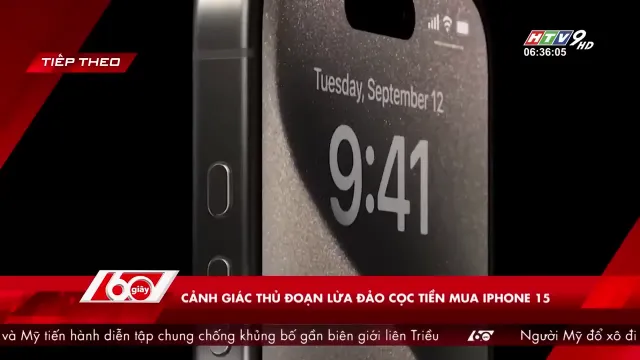 TIẾP THEO
HTV9 HD
06:36:05
Tuesday, September 12
9:41
60 giây
CẢNH GIÁC THỦ ĐOẠN LỪA ĐẢO CỌC TIỀN MUA IPHONE 15
và Mỹ tiến hành diễn tập chung chống khủng bố gần biên giới liên Triều 60 Người Mỹ đổ xô đi